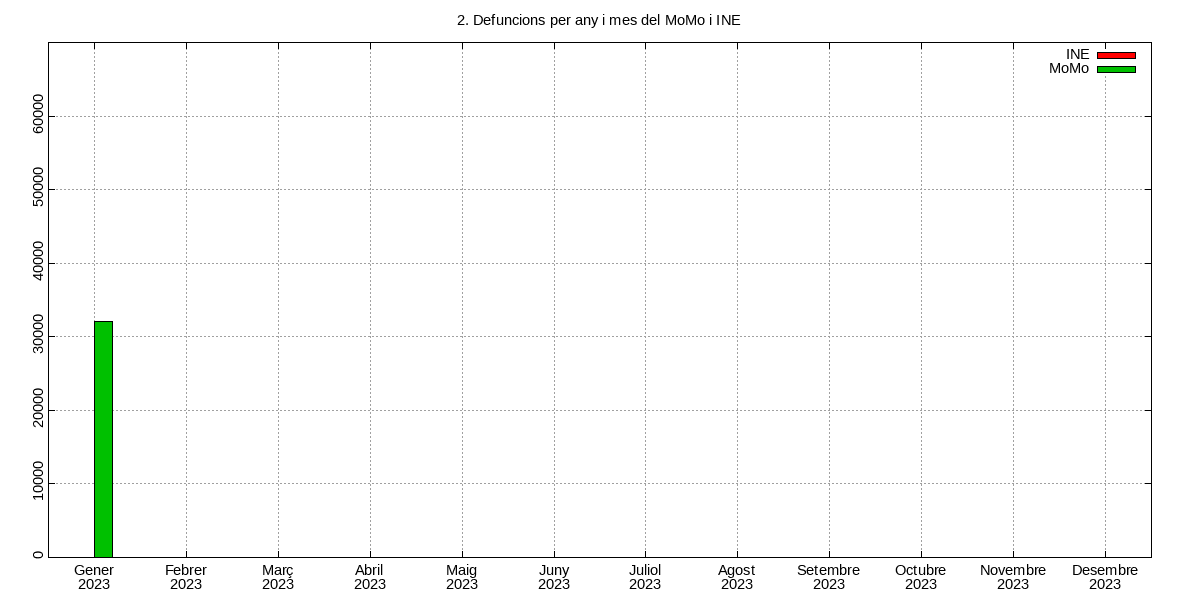 2. Defuncions per any i mes del MoMo i INE
INE
MoMo
60000
50000
40000
30000
20000
10000
0
Gener Febrer Març Abril Maig Juny Juliol Agost Setembre Octubre Novembre Desembre
2023 2023 2023 2023 2023 2023 2023 2023 2023 2023 2023 2023